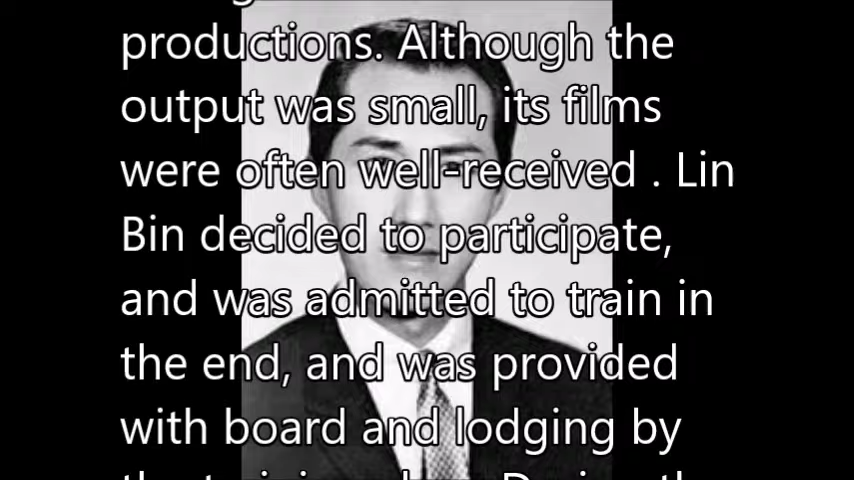 productions. Although the
output was small, its films
were often well-received . Lin
Bin decided to participate,
and was admitted to train in
the end, and was provided
with board and lodging by